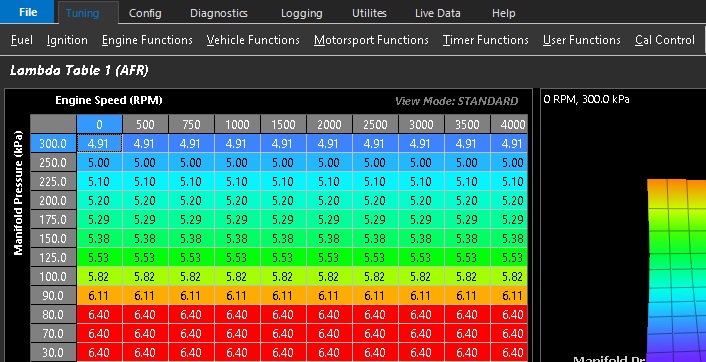 File Tuning Config Diagnostics Logging Utilites Live Data Help
Fuel Ignition Engine Functions Vehicle Functions Motorsport Functions Timer Functions User Functions Cal Control
Lambda Table 1 (AFR)
Engine Speed (RPM) View Mode: STANDARD
Manifold Pressure (kPa)
0 500 750 1000 1500 2000 2500 3000 3500 4000
300.0 4.91 4.91 4.91 4.91 4.91 4.91 4.91 4.91 4.91 4.91
250.0 5.00 5.00 5.00 5.00 5.00 5.00 5.00 5.00 5.00 5.00
225.0 5.10 5.10 5.10 5.10 5.10 5.10 5.10 5.10 5.10 5.10
200.0 5.20 5.20 5.20 5.20 5.20 5.20 5.20 5.20 5.20 5.20
175.0 5.29 5.29 5.29 5.29 5.29 5.29 5.29 5.29 5.29 5.29
150.0 5.38 5.38 5.38 5.38 5.38 5.38 5.38 5.38 5.38 5.38
125.0 5.53 5.53 5.53 5.53 5.53 5.53 5.53 5.53 5.53 5.53
100.0 5.82 5.82 5.82 5.82 5.82 5.82 5.82 5.82 5.82 5.82
90.0 6.11 6.11 6.11 6.11 6.11 6.11 6.11 6.11 6.11 6.11
80.0 6.40 6.40 6.40 6.40 6.40 6.40 6.40 6.40 6.40 6.40
70.0 6.40 6.40 6.40 6.40 6.40 6.40 6.40 6.40 6.40 6.40
30.0 6.40 6.40 6.40 6.40 6.40 6.40 6.40 6.40 6.40 6.40
0 RPM, 300.0 kPa
Manifold Pr